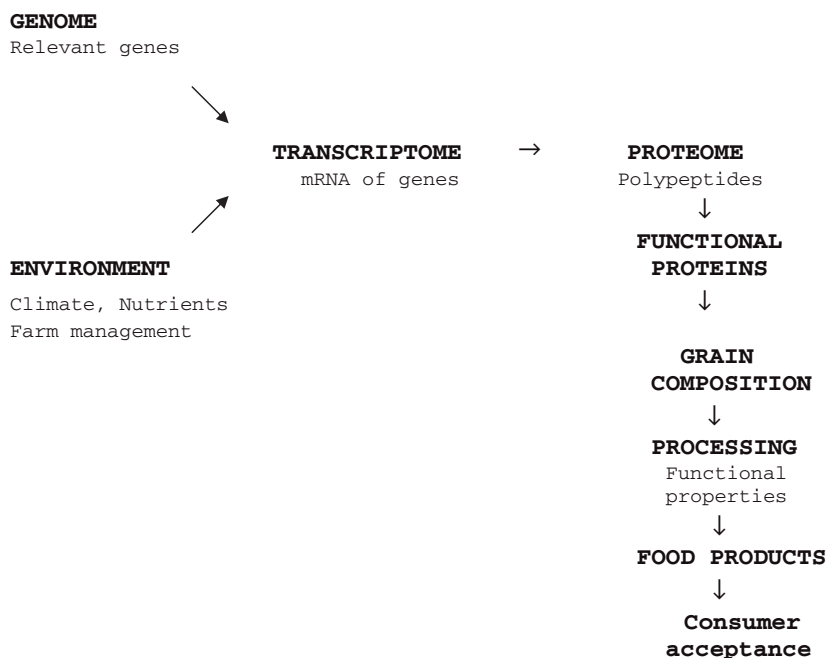 GENOME
Relevant genes
TRANSCRIPTOME → PROTEOME
mRNA of genes Polypeptides
↓
FUNCTIONAL
PROTEINS
ENVIRONMENT
Climate, Nutrients
Farm management
↓
GRAIN
COMPOSITION
↓
PROCESSING
Functional
properties
↓
FOOD PRODUCTS
↓
Consumer
acceptance